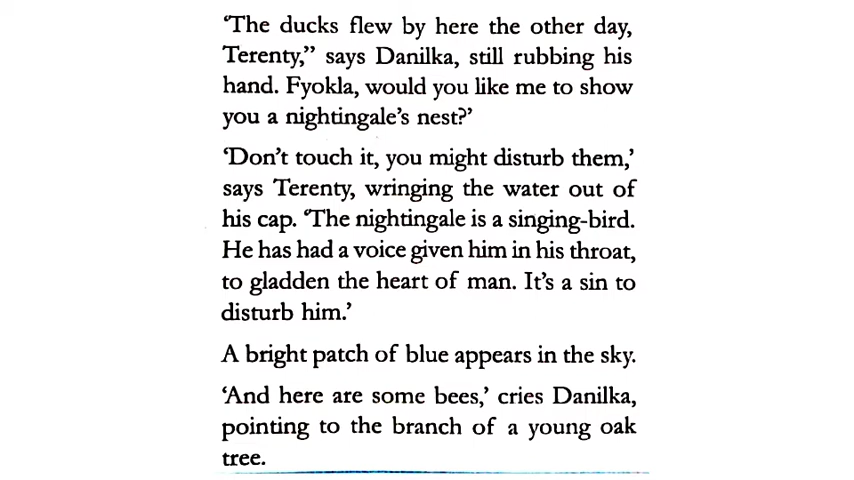 ‘The ducks flew by here the other day,
Terenty,” says Danilka, still rubbing his
hand. Fyokla, would you like me to show
you a nightingale’s nest?’
‘Don’t touch it, you might disturb them,’
says Terenty, wringing the water out of
his cap. ‘The nightingale is a singing-bird.
He has had a voice given him in his throat,
to gladden the heart of man. It’s a sin to
disturb him.’
A bright patch of blue appears in the sky.
‘And here are some bees,’ cries Danilka,
pointing to the branch of a young oak
tree.